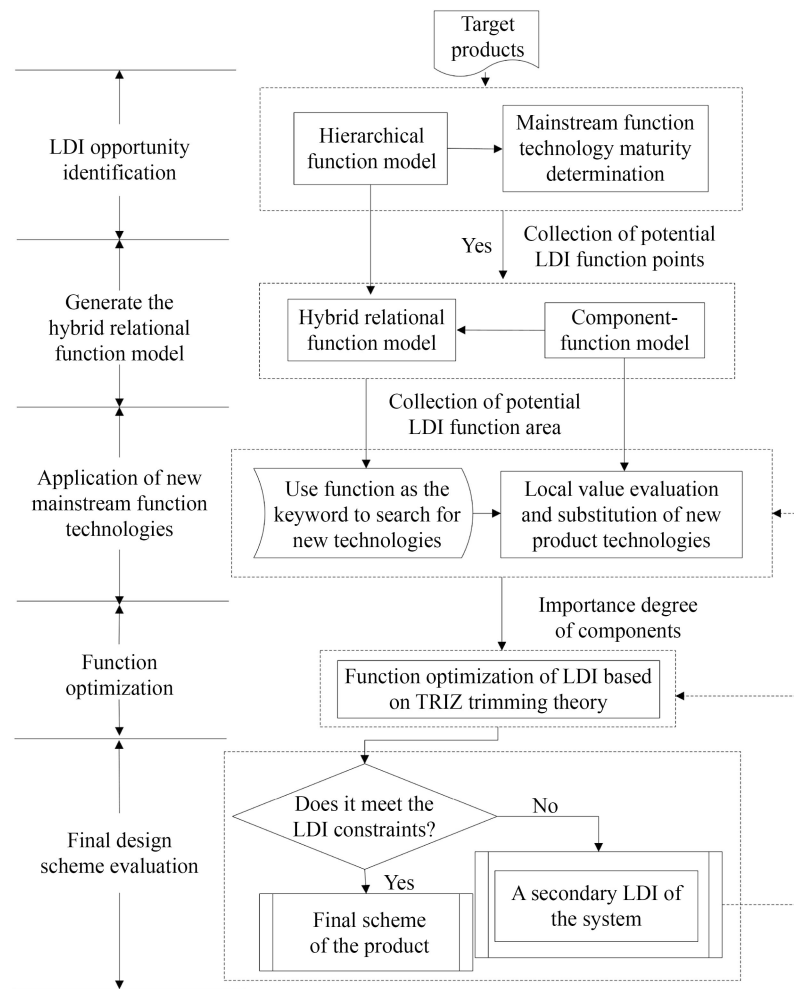 Target
products
LDI opportunity
identification
Hierarchical
function model
Mainstream function
technology maturity
determination
Yes
Collection of potential
LDI function points
Generate the
hybrid relational
function model
Hybrid relational
function model
Component-
function model
Collection of potential
LDI function area
Application of new
mainstream function
technologies
Use function as the
keyword to search for
new technologies
Local value evaluation
and substitution of new
product technologies
Importance degree
of components
Function
optimization
Function optimization of LDI based
on TRIZ trimming theory
Final design
scheme evaluation
Does it meet the
LDI constraints?
No
Yes
Final scheme
of the product
A secondary LDI of
the system